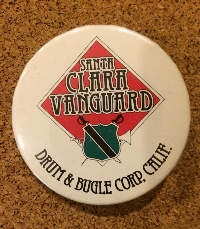 SANTA
CLARA
VANGUARD
DRUM & BUGLE CORP. CALIF.